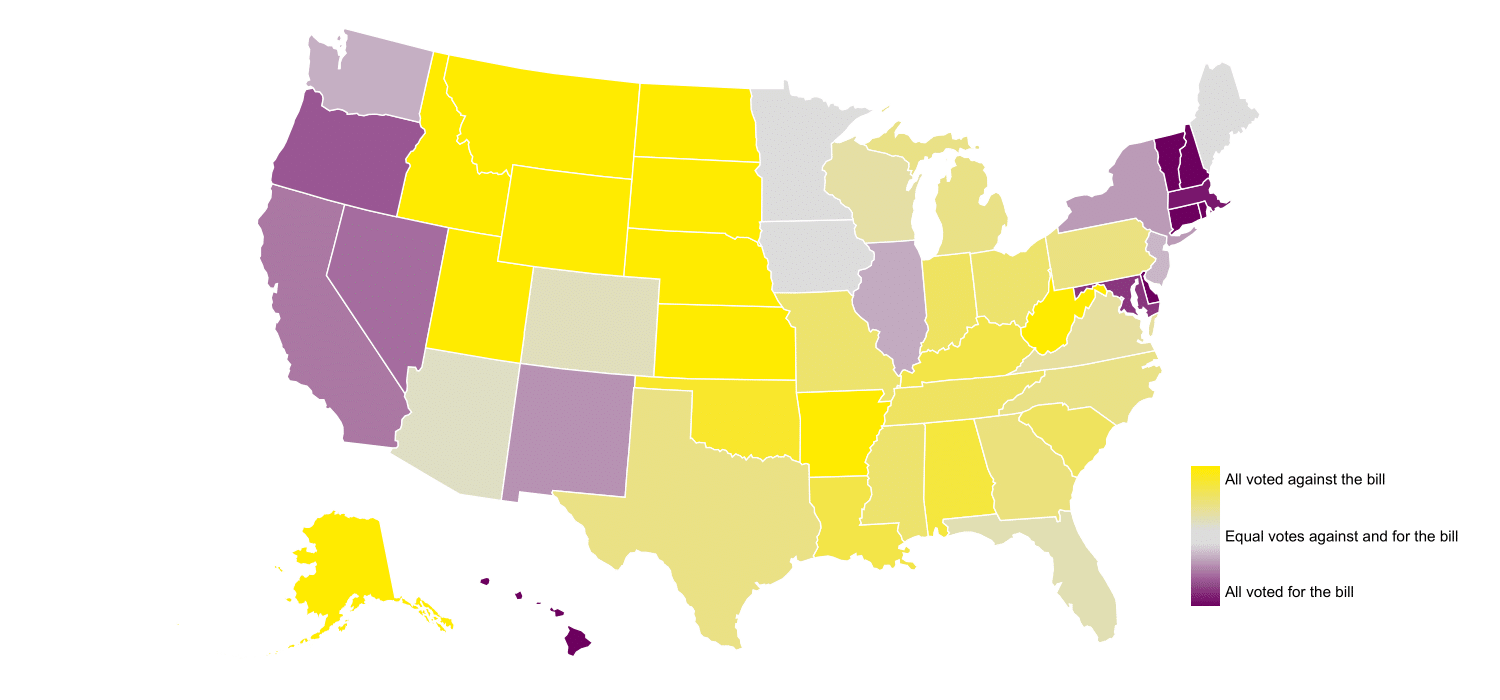 All voted against the bill
Equal votes against and for the bill
All voted for the bill